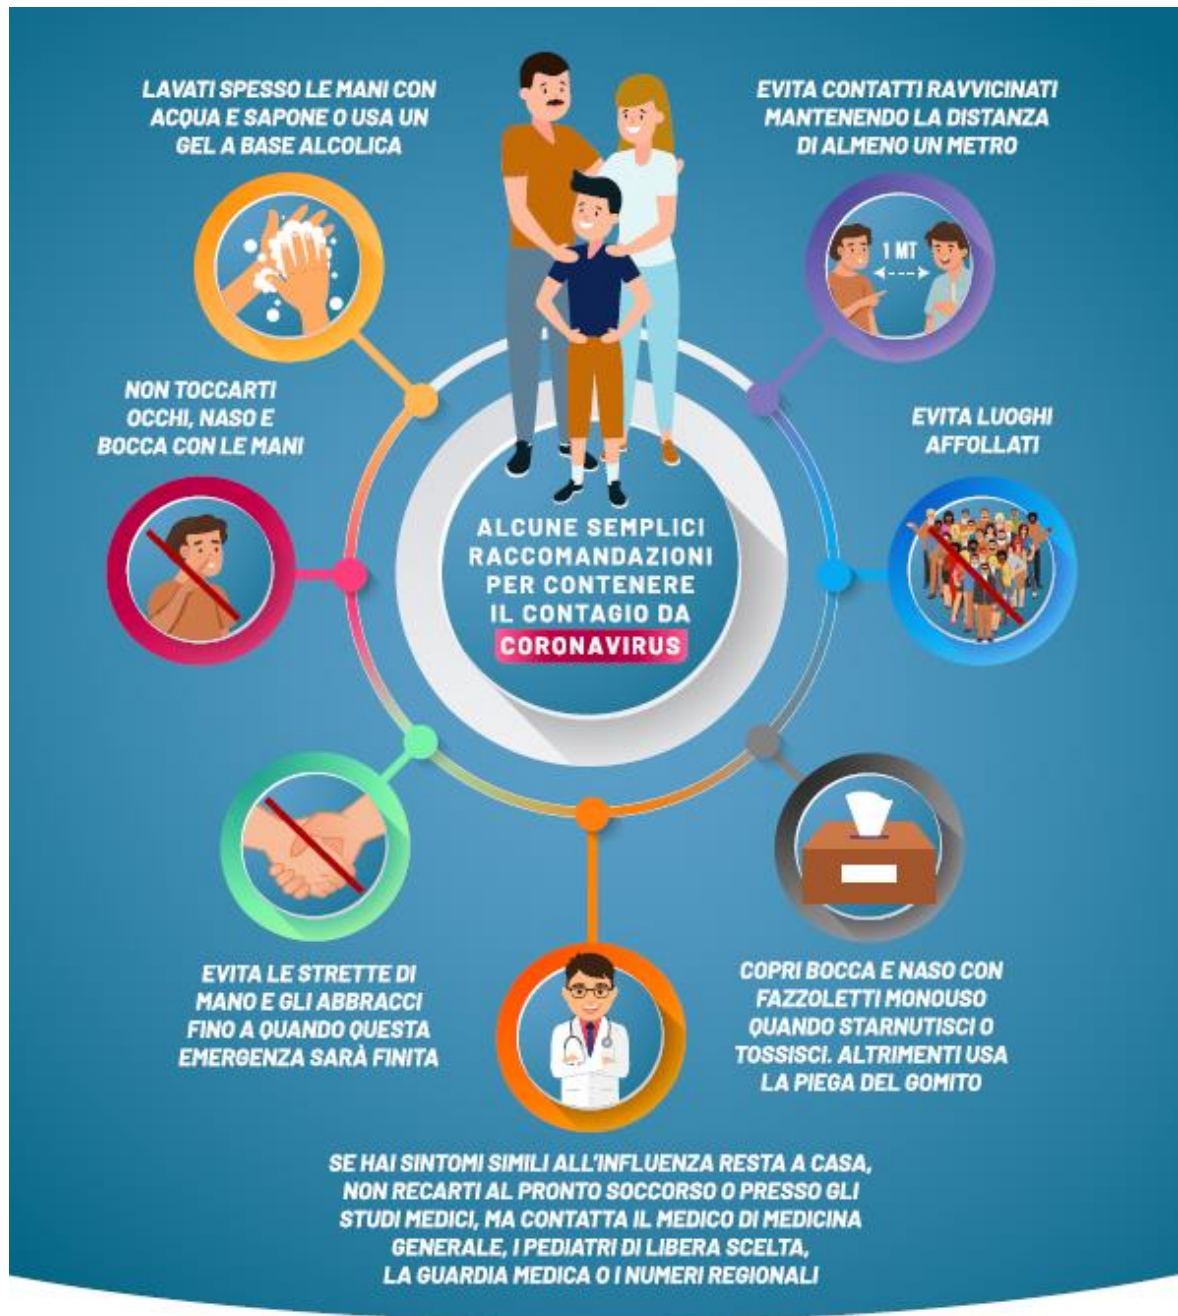 LAVATI SPESSO LE MANI CON
ACQUA E SAPONE O USA UN
GEL A BASE ALCOLICA
EVITA CONTATTI RAVVICINATI
MANTENENDO LA DISTANZA
DI ALMENO UN METRO
1 MT
NON TOCCARTI
OCCHI, NASO E
BOCCA CON LE MANI
EVITA LUOGHI
AFFOLLATI
ALCUNE SEMPLICI
RACCOMANDAZIONI
PER CONTENERE
IL CONTAGIO DA
CORONAVIRUS
EVITA LE STRETTE DI
MANO E GLI ABBRACCI
FINO A QUANDO QUESTA
EMERGENZA SARÀ FINITA
COPRI BOCCA E NASO CON
FAZZOLETTI MONOUSO
QUANDO STARNUTISCI O
TOSSISCI. ALTRIMENTI USA
LA PIEGA DEL GOMITO
SE HAI SINTOMI SIMILI ALL'INFLUENZA RESTA A CASA,
NON RECARTI AL PRONTO SOCCORSO O PRESSO GLI
STUDI MEDICI, MA CONTATTA IL MEDICO DI MEDICINA
GENERALE, I PEDIATRI DI LIBERA SCELTA,
LA GUARDIA MEDICA O I NUMERI REGIONALI